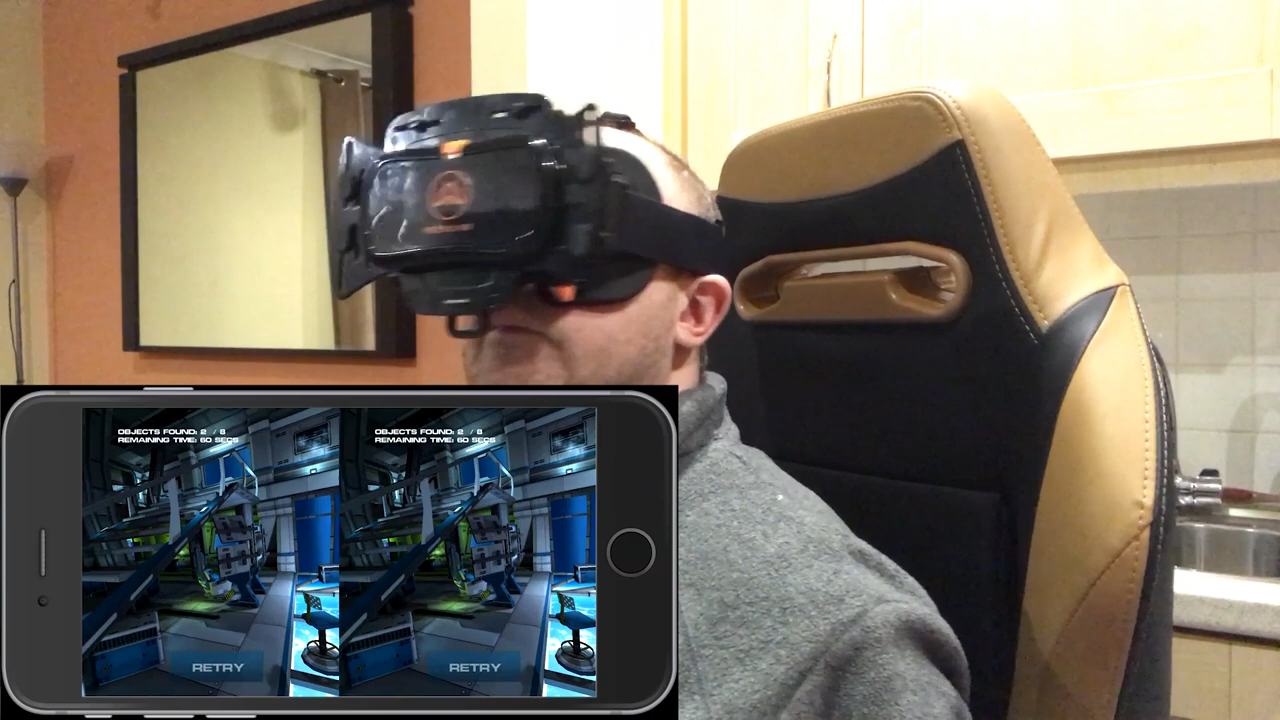 OBJECTS FOUND: 2 / 8
REMAINING TIME: 60 SECS
RETRY
OBJECTS FOUND: 2 / 8
REMAINING TIME: 60 SECS
RETRY